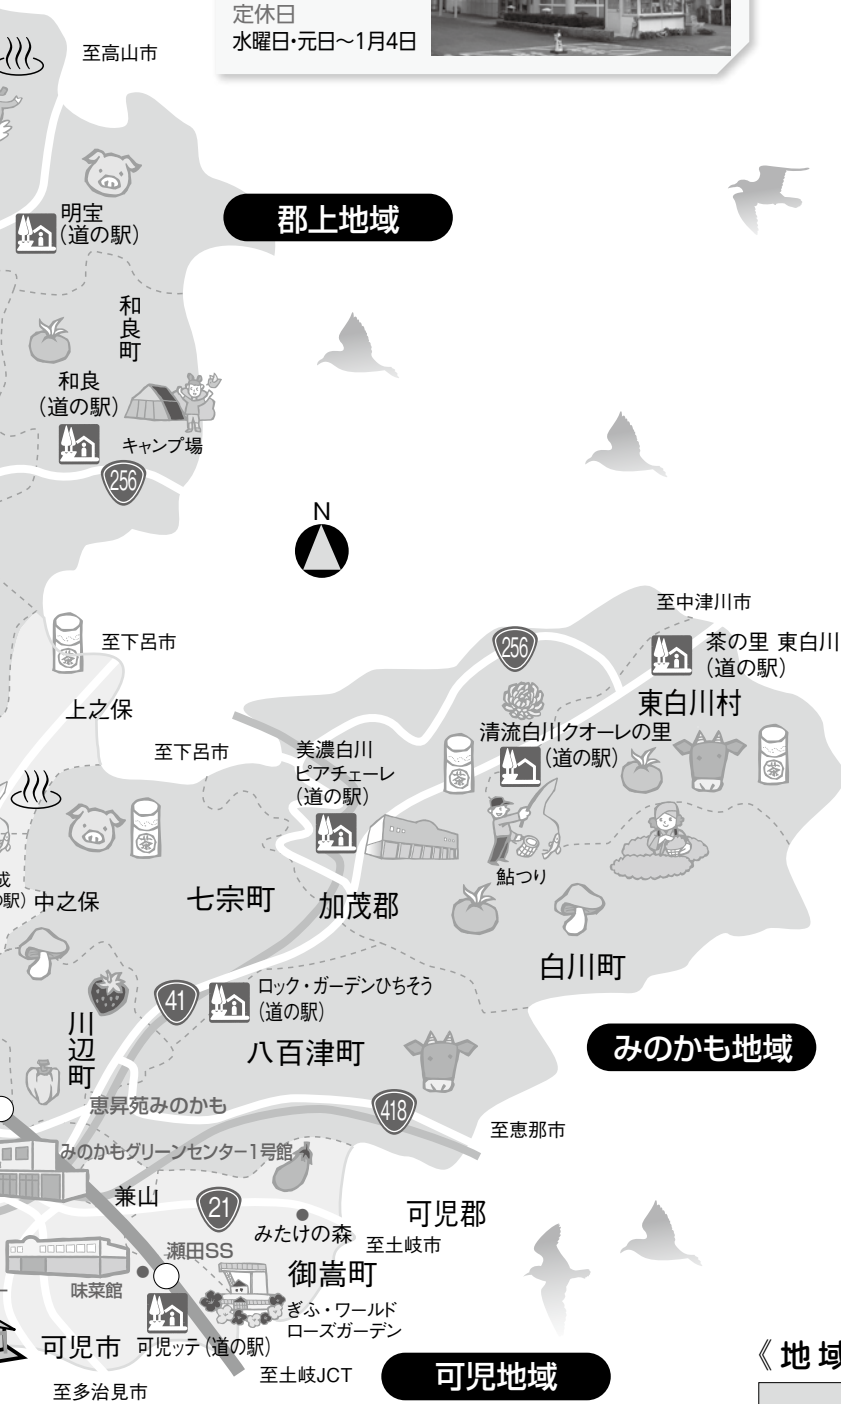 定休日
水曜日・元日～1月4日
至高山市
明宝
（道の駅）
郡上地域
和良町
和良
（道の駅）
キャンプ場
256
N
至中津川市
256
茶の里 東白川
（道の駅）
東白川村
茶
至下呂市
上之保
至下呂市
美濃白川
ピアチェーレ
（道の駅）
清流白川クオーレの里
（道の駅）
茶
茶
茶
鮎つり
中之保
七宗町
加茂郡
白川町
41
ロック・ガーデンひちそう
（道の駅）
川辺町
八百津町
みのかも地域
恵昇苑みのかも
418
至恵那市
みのかもグリーンセンター1号館
兼山
21
みたけの森
可児郡
至土岐市
瀬田SS
御嵩町
味菜館
ぎふ・ワールド
ローズガーデン
可児市
可児ッテ（道の駅）
至土岐JCT
可児地域
至多治見市
《地域